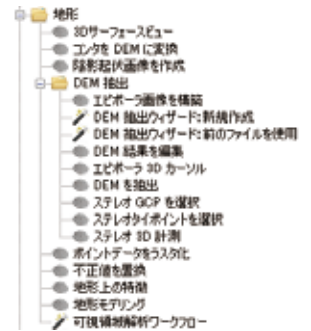 地形
3Dサーフェースビュー
コンタを DEM に変換
陰影起伏画像を作成
DEM 抽出
エピポーラ画像を構築
DEM 抽出ウィザード: 新規作成
DEM 抽出ウィザード: 前のファイルを使用
DEM 結果を編集
エピポーラ 3D カーソル
DEM を抽出
ステレオ GCP を選択
ステレオタイポイントを選択
ステレオ 3D 計測
ポイントデータをラスタ化
不正値を置換
地形上の特徴
地形モデリング
可視領域解析ワークフロー